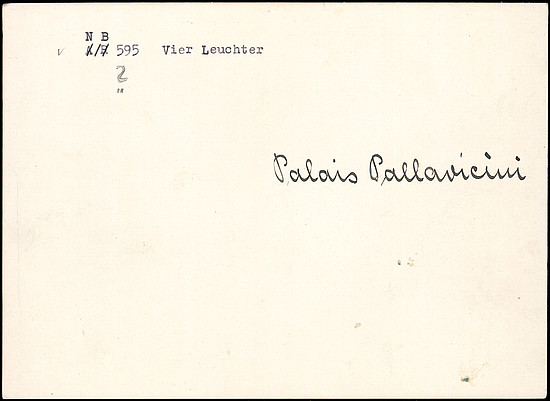 N B
v 595 Vier Leuchter
2
"
Palais Pallavicini